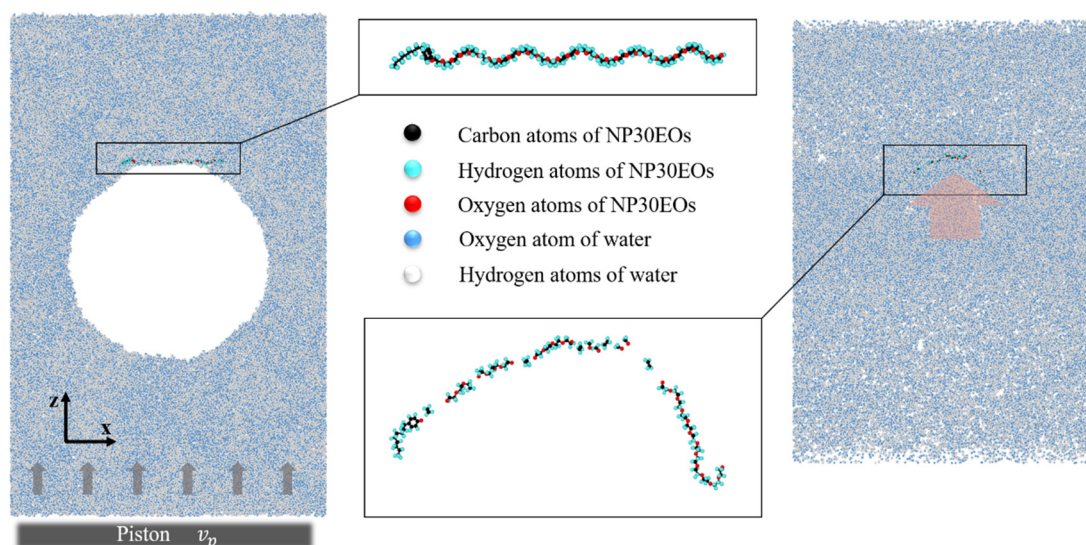 Carbon atoms of NP30EOs
Hydrogen atoms of NP30EOs
Oxygen atoms of NP30EOs
Oxygen atom of water
Hydrogen atoms of water
z
x
Piston v_p